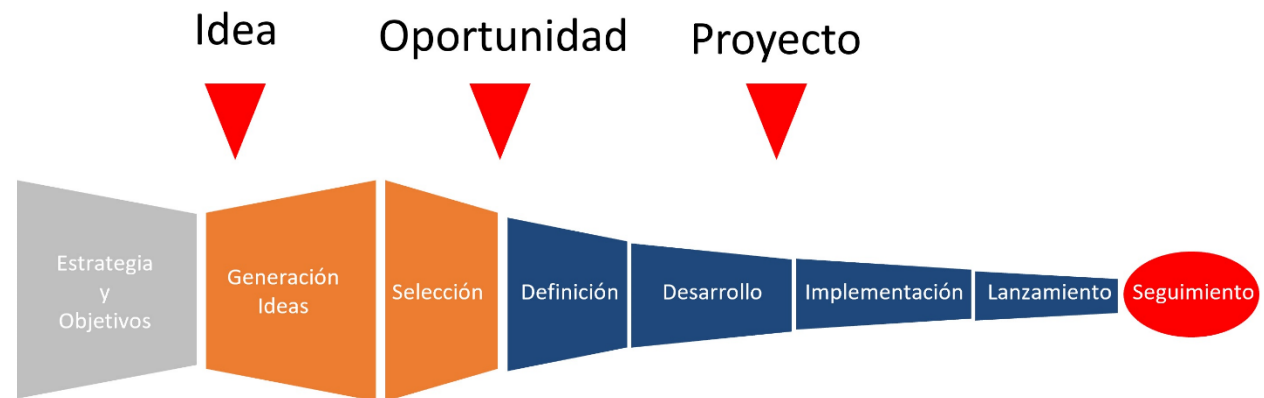 Idea
Oportunidad
Proyecto
Estrategia
y
Objetivos
Generación
Ideas
Selección
Definición
Desarrollo
Implementación
Lanzamiento
Seguimiento